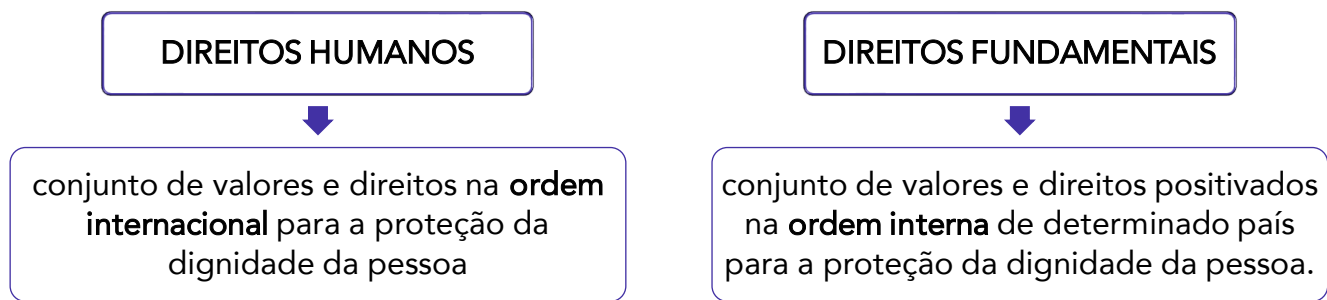 DIREITOS HUMANOS
conjunto de valores e direitos na ordem
internacional para a proteção da
dignidade da pessoa
DIREITOS FUNDAMENTAIS
conjunto de valores e direitos positivados
na ordem interna de determinado país
para a proteção da dignidade da pessoa.